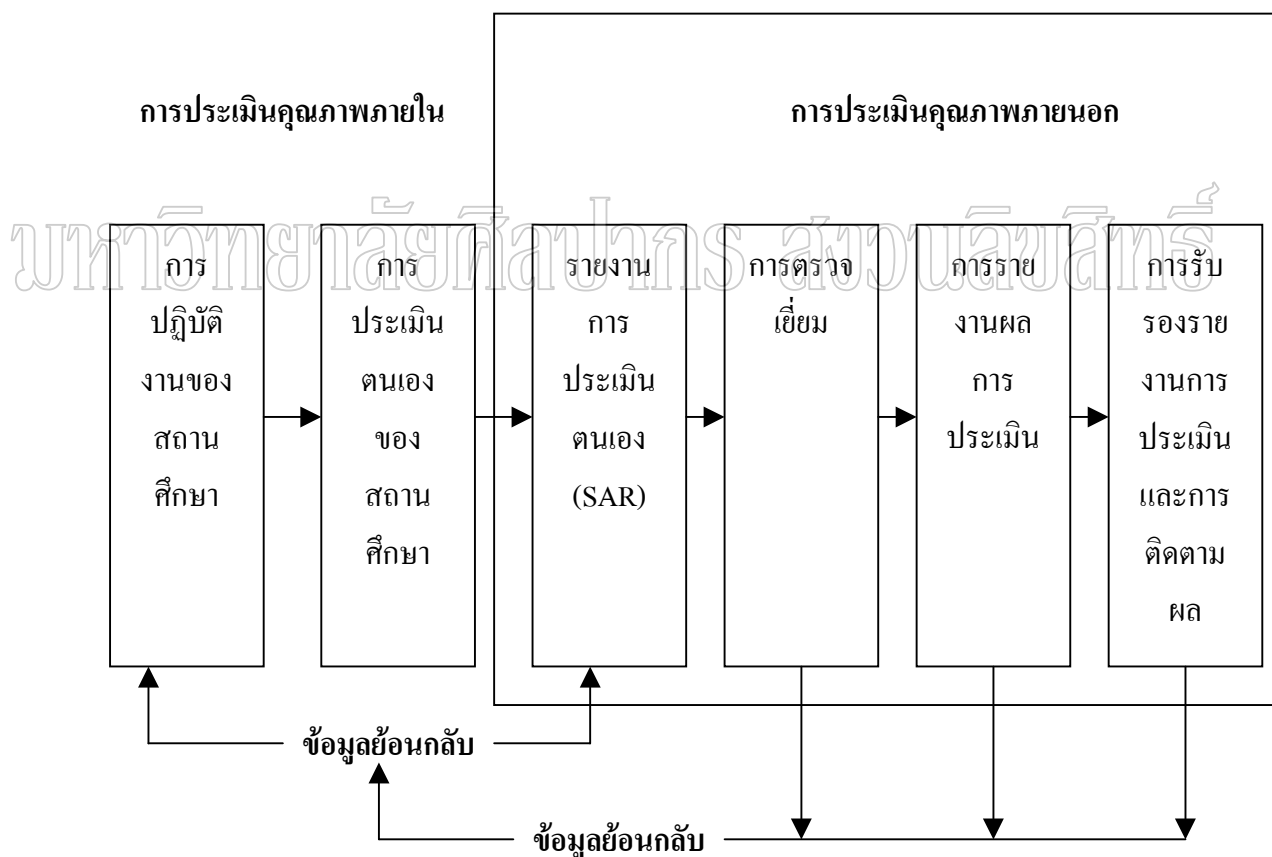 การประเมินคุณภาพภายใน
การประเมินคุณภาพภายนอก
มหาวิทยาลัยศิลปากร สงวนลิขสิทธิ์
การ
ปฏิบัติ
งานของ
สถาน
ศึกษา
การ
ประเมิน
ตนเอง
ของ
สถาน
ศึกษา
รายงาน
การ
ประเมิน
ตนเอง
(SAR)
การตรวจ
เยี่ยม
การราย
งานผล
การ
ประเมิน
การรับ
รองราย
งานการ
ประเมิน
และการ
ติดตาม
ผล
ข้อมูลย้อนกลับ
ข้อมูลย้อนกลับ